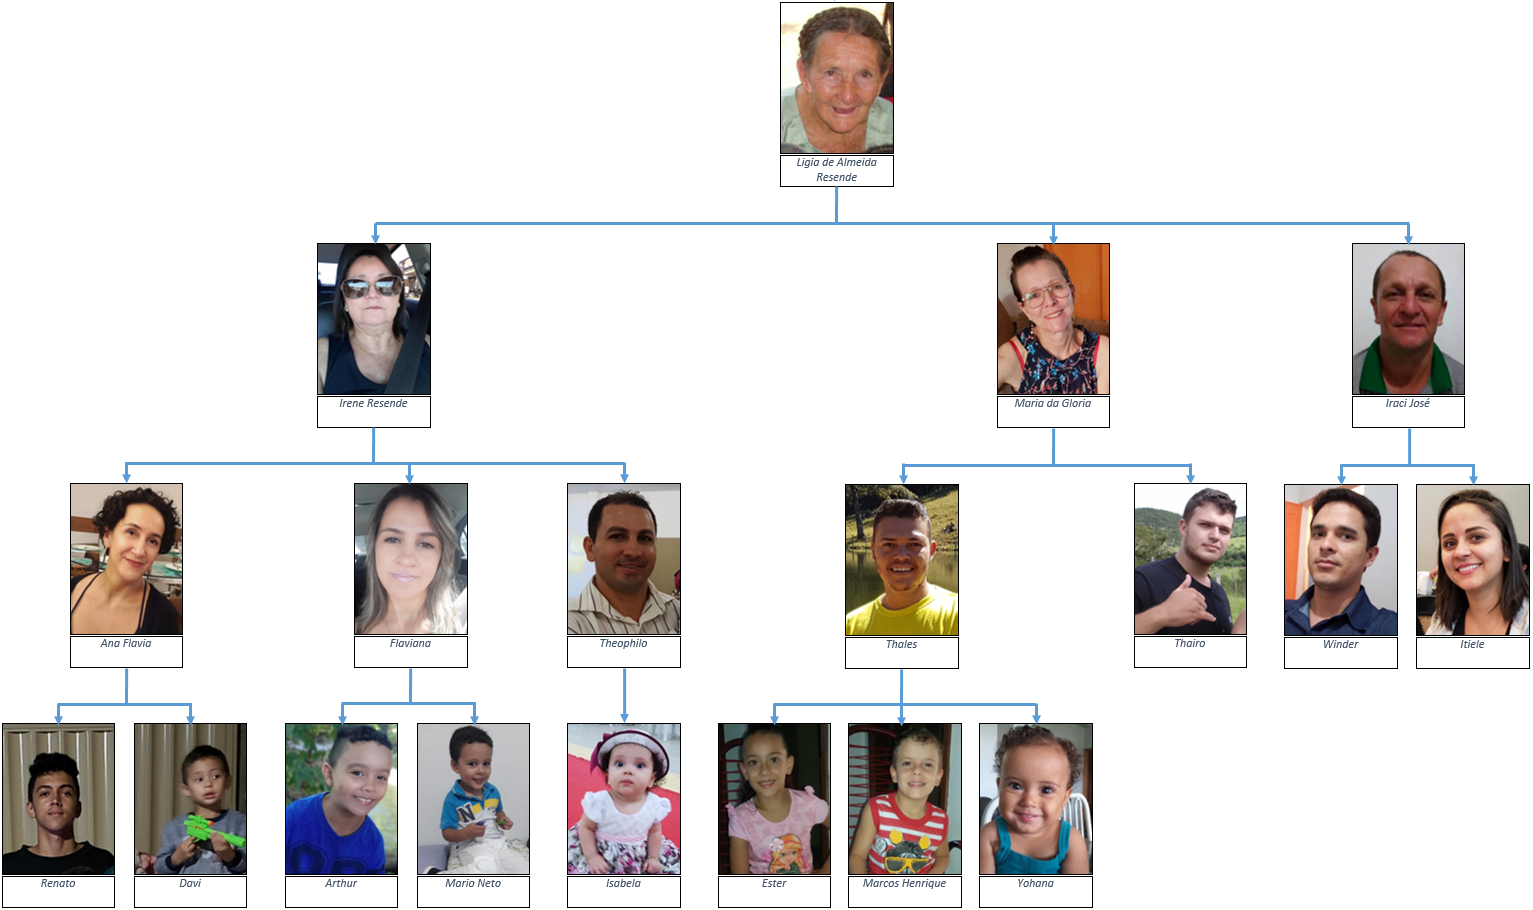 Ligia de Almeida
Resende
Irene Resende
Maria da Gloria
Iraci José
Ana Flavia
Flaviana
Theophilo
Thales
Thairo
Winder
Itiele
Renato
Davi
Arthur
Mario Neto
Isabela
Ester
Marcos Henrique
Yohana